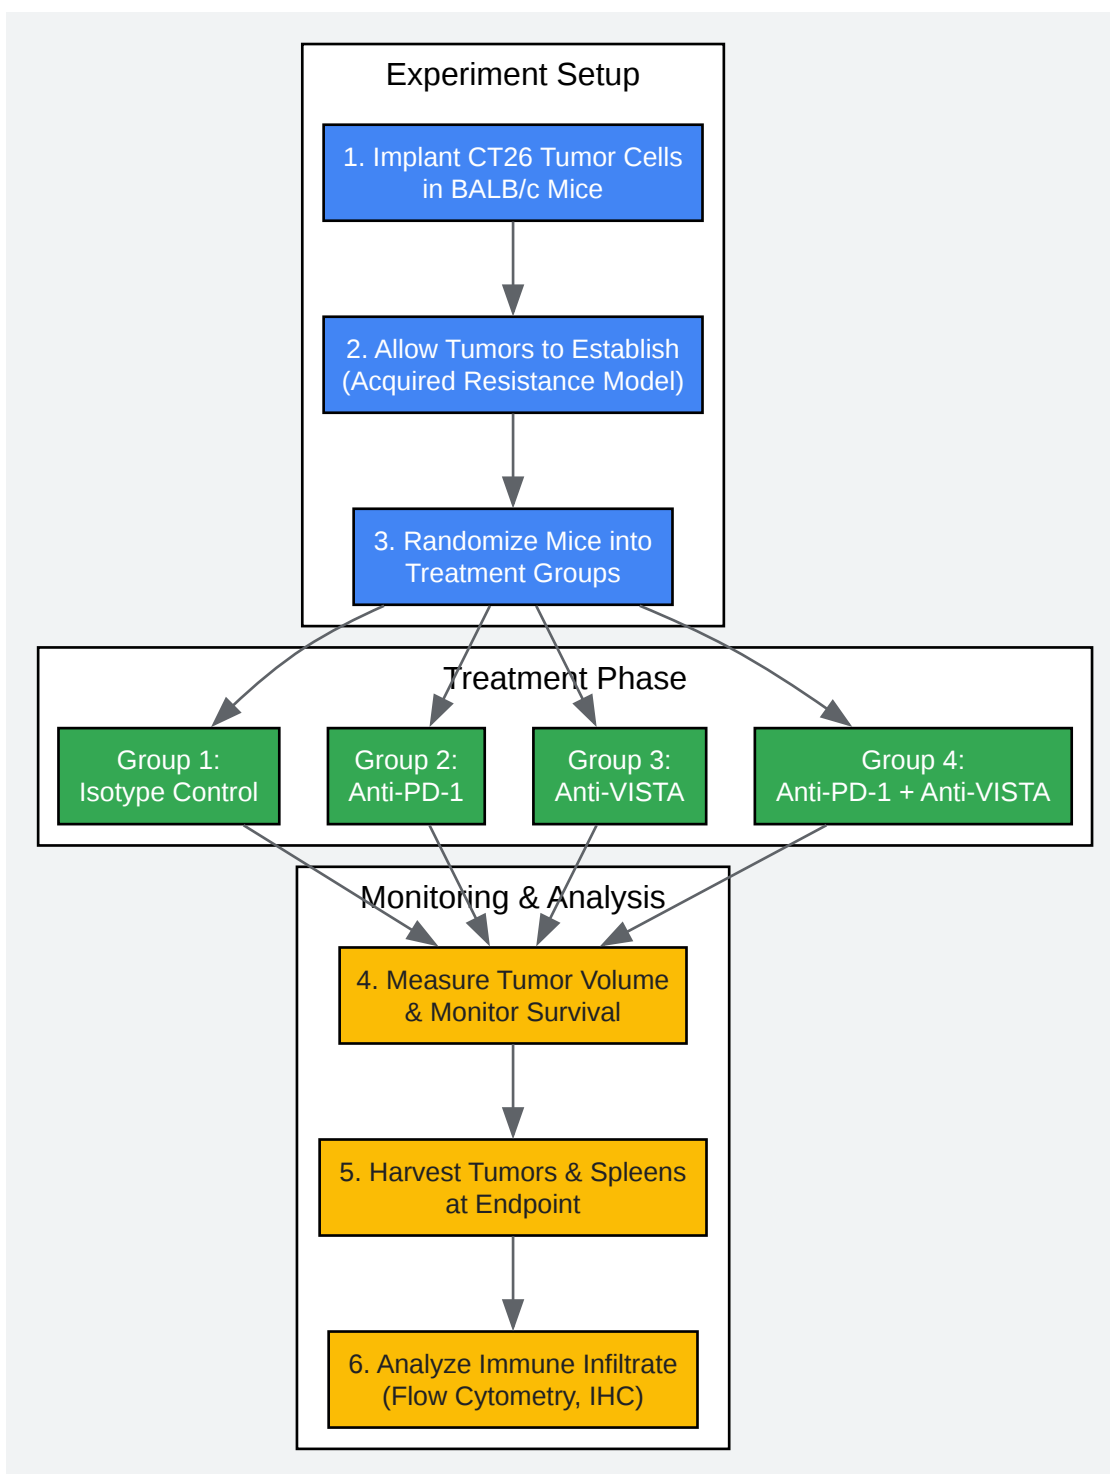 Experiment Setup
1. Implant CT26 Tumor Cells
in BALB/c Mice
2. Allow Tumors to Establish
(Acquired Resistance Model)
3. Randomize Mice into
Treatment Groups
Treatment Phase
Group 1:
Isotype Control
Group 2:
Anti-PD-1
Group 3:
Anti-VISTA
Group 4:
Anti-PD-1 + Anti-VISTA
Monitoring & Analysis
4. Measure Tumor Volume
& Monitor Survival
5. Harvest Tumors & Spleens
at Endpoint
6. Analyze Immune Infiltrate
(Flow Cytometry, IHC)